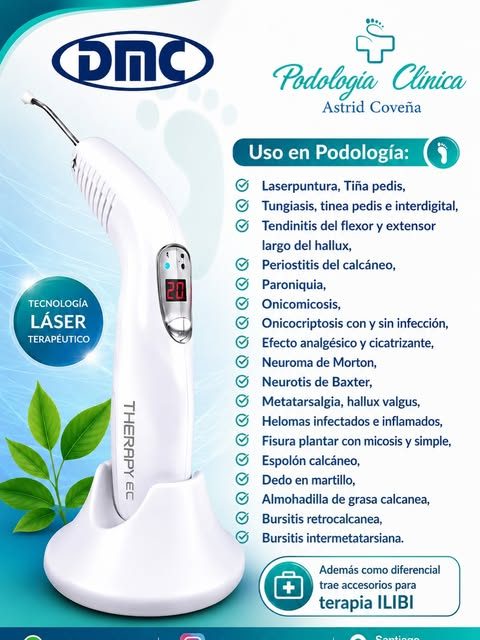 DMC
Podología Clínica
Astrid Coveña
Uso en Podología:
Laserpuntura, Tiña pedis,
Tungiasis, tinea pedis e interdigital,
Tendinitis del flexor y extensor
largo del hallux,
Periostitis del calcáneo,
Paroniquia,
Onicomicosis,
Onicocriptosis con y sin infección,
Efecto analgésico y cicatrizante,
Neuroma de Morton,
Neurotis de Baxter,
Metatarsalgia, hallux valgus,
Helomas infectados e inflamados,
Fisura plantar con micosis y simple,
Espolón calcáneo,
Dedo en martillo,
Almohadilla de grasa calcanea,
Bursitis retrocalcanea,
Bursitis intermetatarsiana.
TECNOLOGÍA
LÁSER
TERAPÉUTICO
20
THERAPY EC
Además como diferencial
trae accesorios para
terapia ILIBI